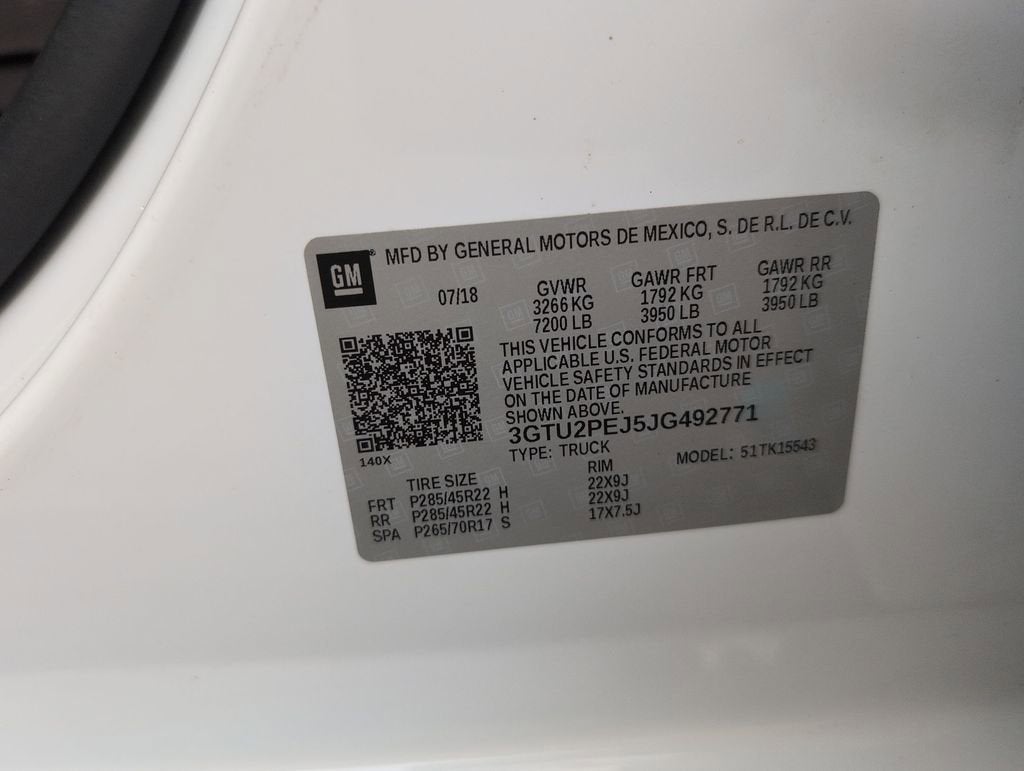 GM
MFD BY GENERAL MOTORS DE MEXICO, S. DE R.L. DE C.V.
07/18
GVWR GAWR FRT GAWR RR
3266 KG 1792 KG 1792 KG
7200 LB 3950 LB 3950 LB
THIS VEHICLE CONFORMS TO ALL
APPLICABLE U.S. FEDERAL MOTOR
VEHICLE SAFETY STANDARDS IN EFFECT
ON THE DATE OF MANUFACTURE
SHOWN ABOVE.
3GTU2PEJ5JG492771
140X
TYPE: TRUCK MODEL: 51TK15543
TIRE SIZE RIM
FRT P285/45R22 H 22X9J
RR P285/45R22 H 22X9J
SPA P265/70R17 S 17X7.5J